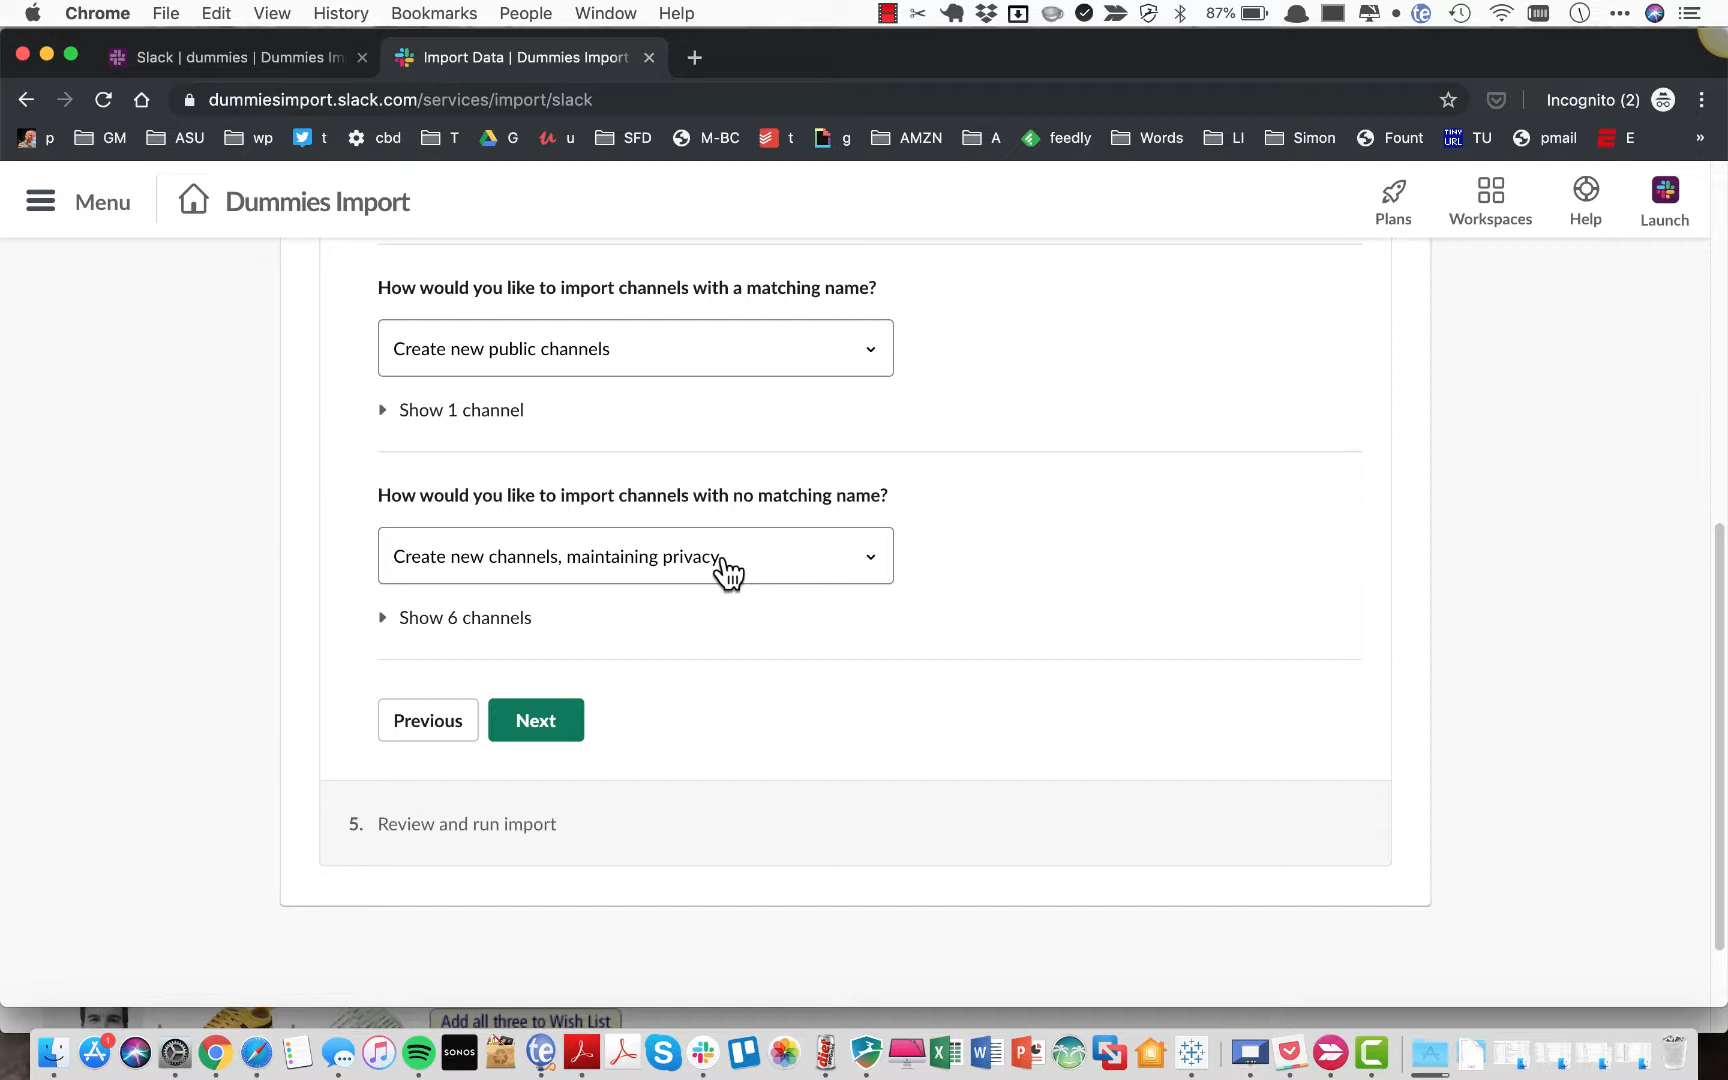 Chrome File Edit View History Bookmarks People Window Help 87%
Slack | dummies | Dummies Im
Import Data | Dummies Import
dummiesimport.slack.com/services/import/slack
Incognito (2)
p GM ASU wp t cbd T G u SFD M-BC t g AMZN A feedly Words LI Simon Fount TU pmail E »
Menu
Dummies Import
Plans Workspaces Help Launch
How would you like to import channels with a matching name?
Create new public channels
Show 1 channel
How would you like to import channels with no matching name?
Create new channels, maintaining privacy
Show 6 channels
Previous Next
5. Review and run import
Add all three to Wish List
SONOS